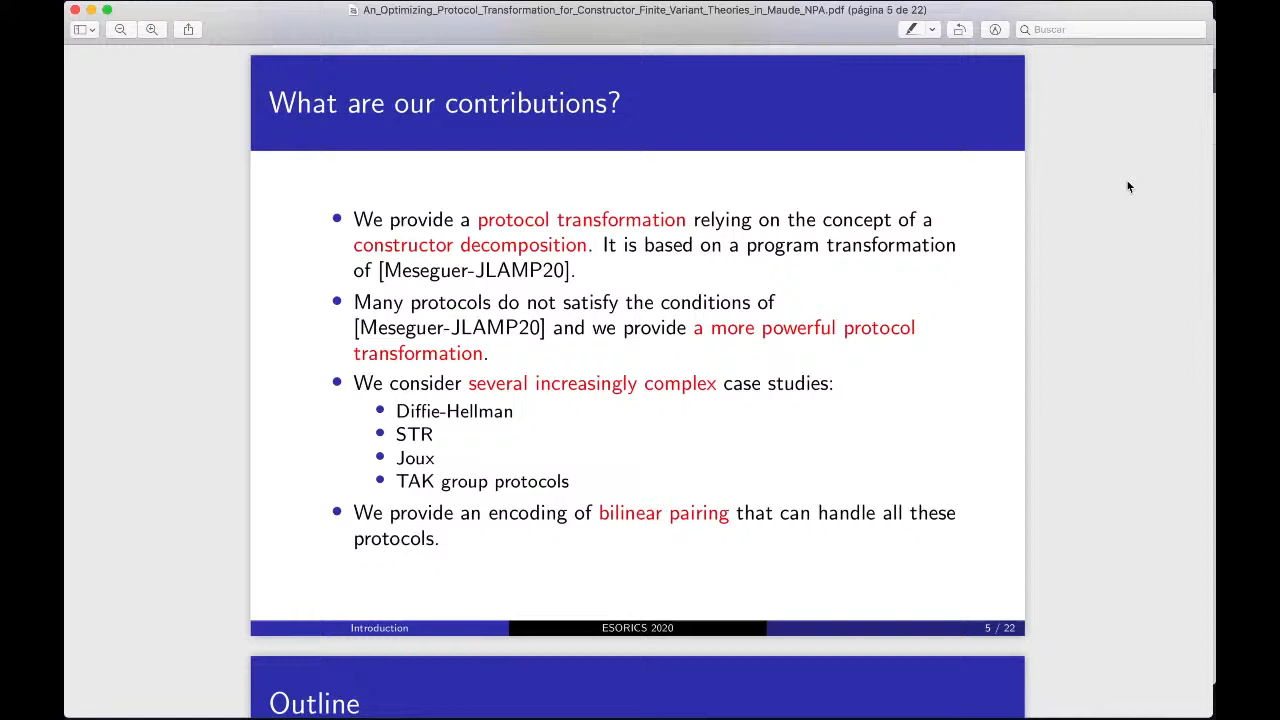 An_Optimizing_Protocol_Transformation_for_Constructor_Finite_Variant_Theories_in_Maude_NPA.pdf (página 5 de 22)
Buscar
What are our contributions?
• We provide a protocol transformation relying on the concept of a
constructor decomposition. It is based on a program transformation
of [Meseguer-JLAMP20].
• Many protocols do not satisfy the conditions of
[Meseguer-JLAMP20] and we provide a more powerful protocol
transformation.
• We consider several increasingly complex case studies:
• Diffie-Hellman
• STR
• Joux
• TAK group protocols
• We provide an encoding of bilinear pairing that can handle all these
protocols.
Introduction
ESORICS 2020
5 / 22
Outline